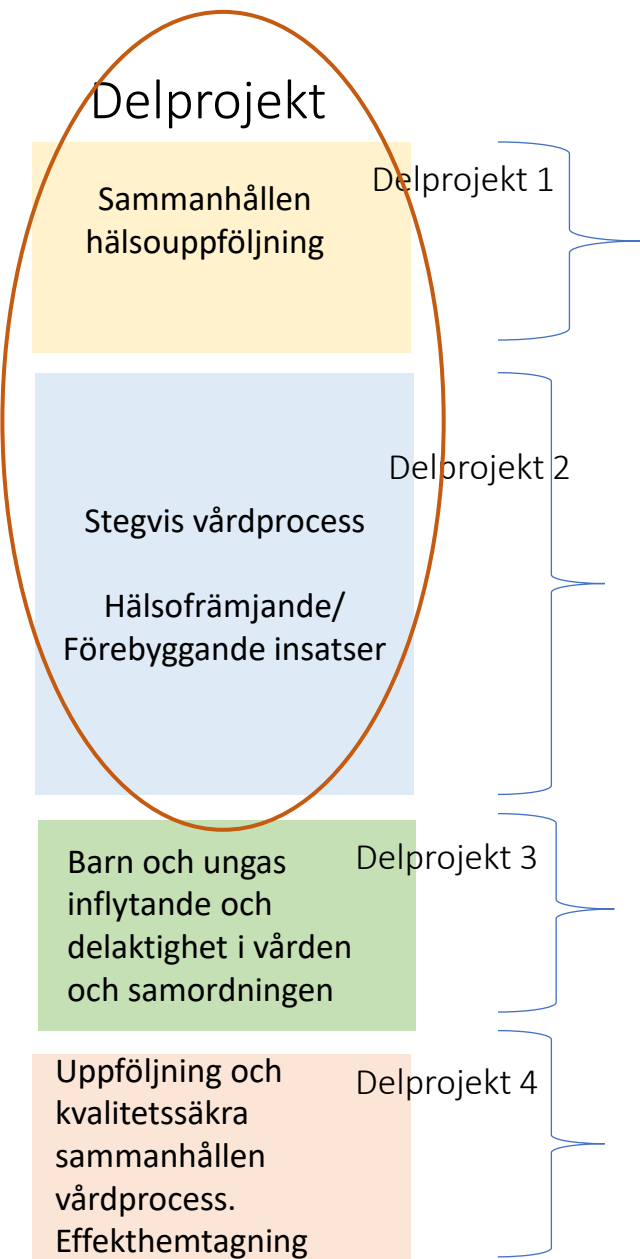 Delprojekt
Delprojekt 1
Sammanhållen
hälsouppföljning
Delprojekt 2
Stegvis vårdprocess
Hälsofrämjande/
Förebyggande insatser
Delprojekt 3
Barn och ungas
inflytande och
delaktighet i vården
och samordningen
Delprojekt 4
Uppföljning och
kvalitetssäkra
sammanhållen
vårdprocess.
Effekthemtagning